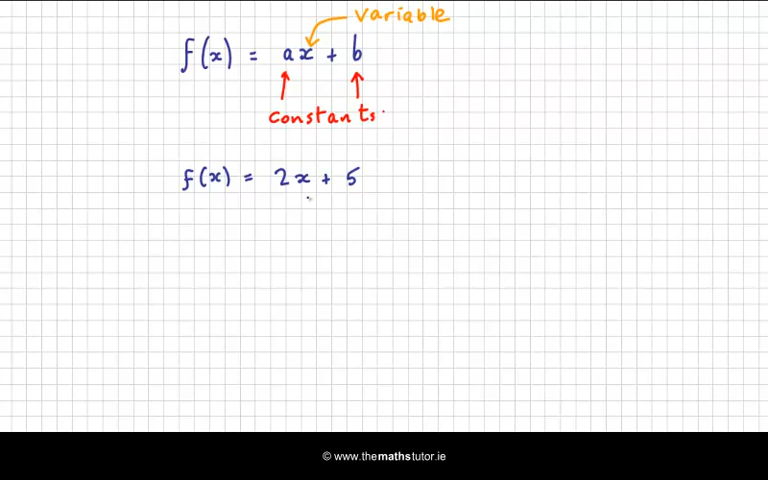 variable
f(x) = ax + b
constants.
f(x) = 2x + 5
© www.themathstutor.ie